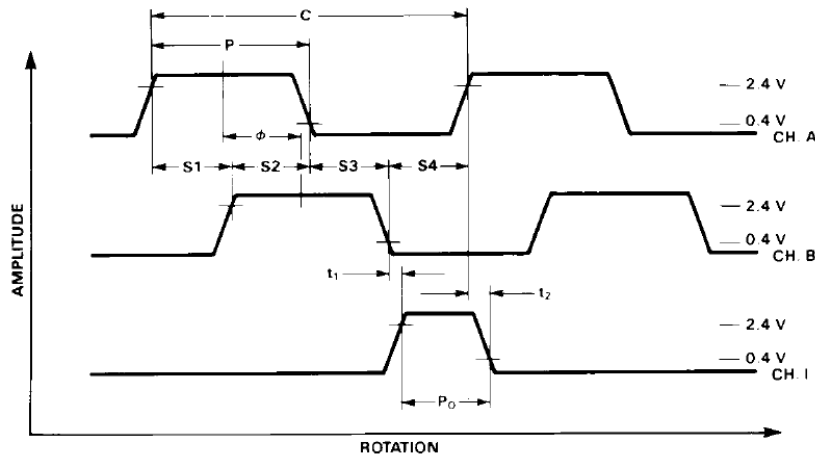 C
P
2.4 V
0.4 V
CH. A
ϕ
S1 S2 S3 S4
2.4 V
0.4 V
CH. B
t₁
t₂
2.4 V
0.4 V
CH. I
P₀
AMPLITUDE
ROTATION